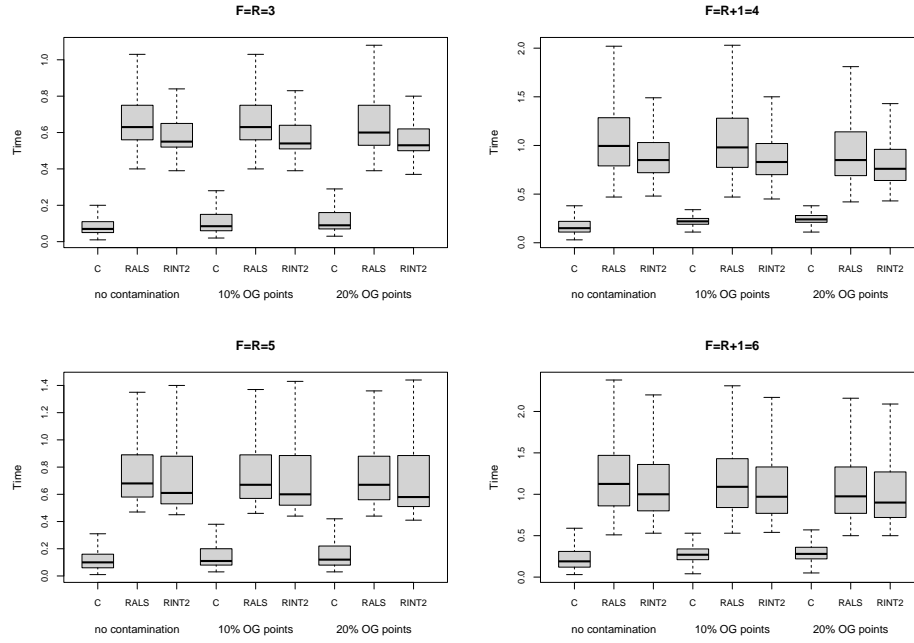 F=R=3
Time
1.0
0.8
0.6
0.4
0.2
0.0
C RALS RINT2 C RALS RINT2 C RALS RINT2
no contamination 10% OG points 20% OG points
F=R+1=4
Time
2.0
1.5
1.0
0.5
0.0
C RALS RINT2 C RALS RINT2 C RALS RINT2
no contamination 10% OG points 20% OG points
F=R=5
Time
1.4
1.2
1.0
0.8
0.6
0.4
0.2
0.0
C RALS RINT2 C RALS RINT2 C RALS RINT2
no contamination 10% OG points 20% OG points
F=R+1=6
Time
2.0
1.5
1.0
0.5
0.0
C RALS RINT2 C RALS RINT2 C RALS RINT2
no contamination 10% OG points 20% OG points